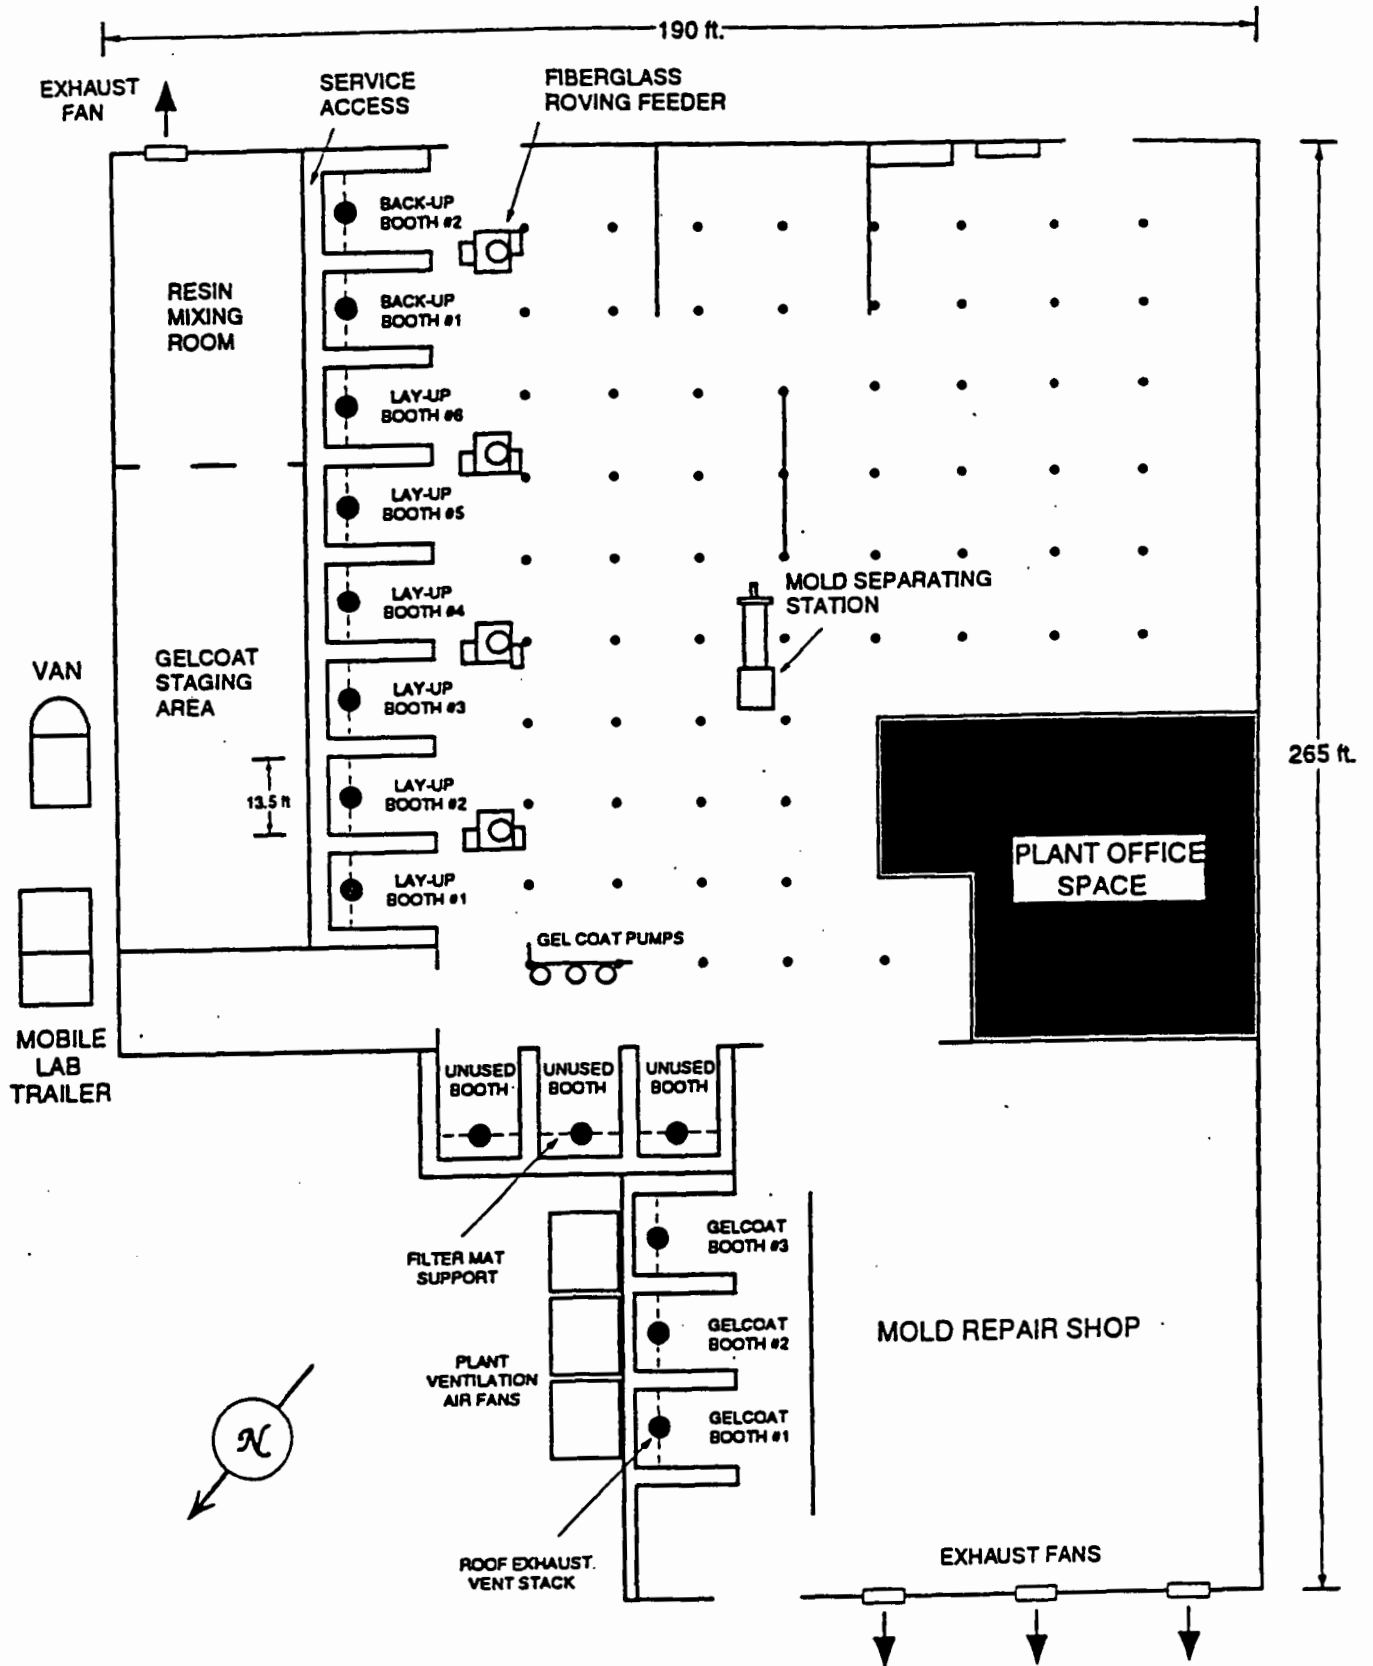 190 ft.
EXHAUST
FAN
SERVICE
ACCESS
FIBERGLASS
ROVING FEEDER
BACK-UP
BOOTH #2
RESIN
MIXING
ROOM
BACK-UP
BOOTH #1
LAY-UP
BOOTH #6
LAY-UP
BOOTH #5
LAY-UP
BOOTH #4
MOLD SEPARATING
STATION
VAN
GELCOAT
STAGING
AREA
LAY-UP
BOOTH #3
265 ft.
13.5 ft
LAY-UP
BOOTH #2
PLANT OFFICE
SPACE
LAY-UP
BOOTH #1
GEL COAT PUMPS
MOBILE
LAB
TRAILER
UNUSED
BOOTH
UNUSED
BOOTH
UNUSED
BOOTH
FILTER MAT
SUPPORT
GELCOAT
BOOTH #3
GELCOAT
BOOTH #2
MOLD REPAIR SHOP
PLANT
VENTILATION
AIR FANS
GELCOAT
BOOTH #1
N
ROOF EXHAUST
VENT STACK
EXHAUST FANS